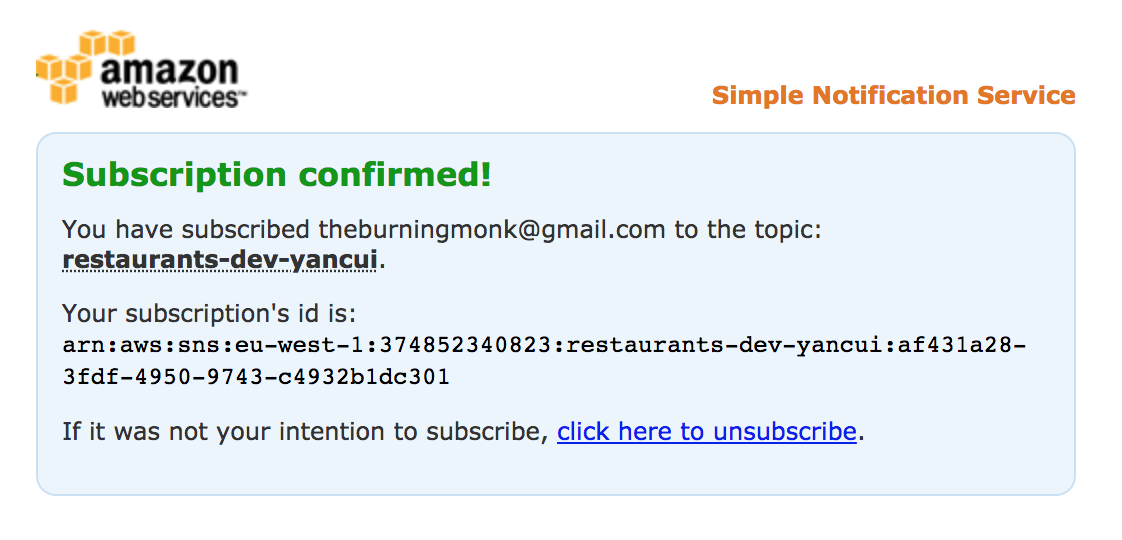 amazon
web services™
Simple Notification Service
Subscription confirmed!
You have subscribed theburningmonk@gmail.com to the topic:
restaurants-dev-yancui.
Your subscription's id is:
arn:aws:sns:eu-west-1:374852340823:restaurants-dev-yancui:af431a28-
3fdf-4950-9743-c4932b1dc301
If it was not your intention to subscribe, click here to unsubscribe.